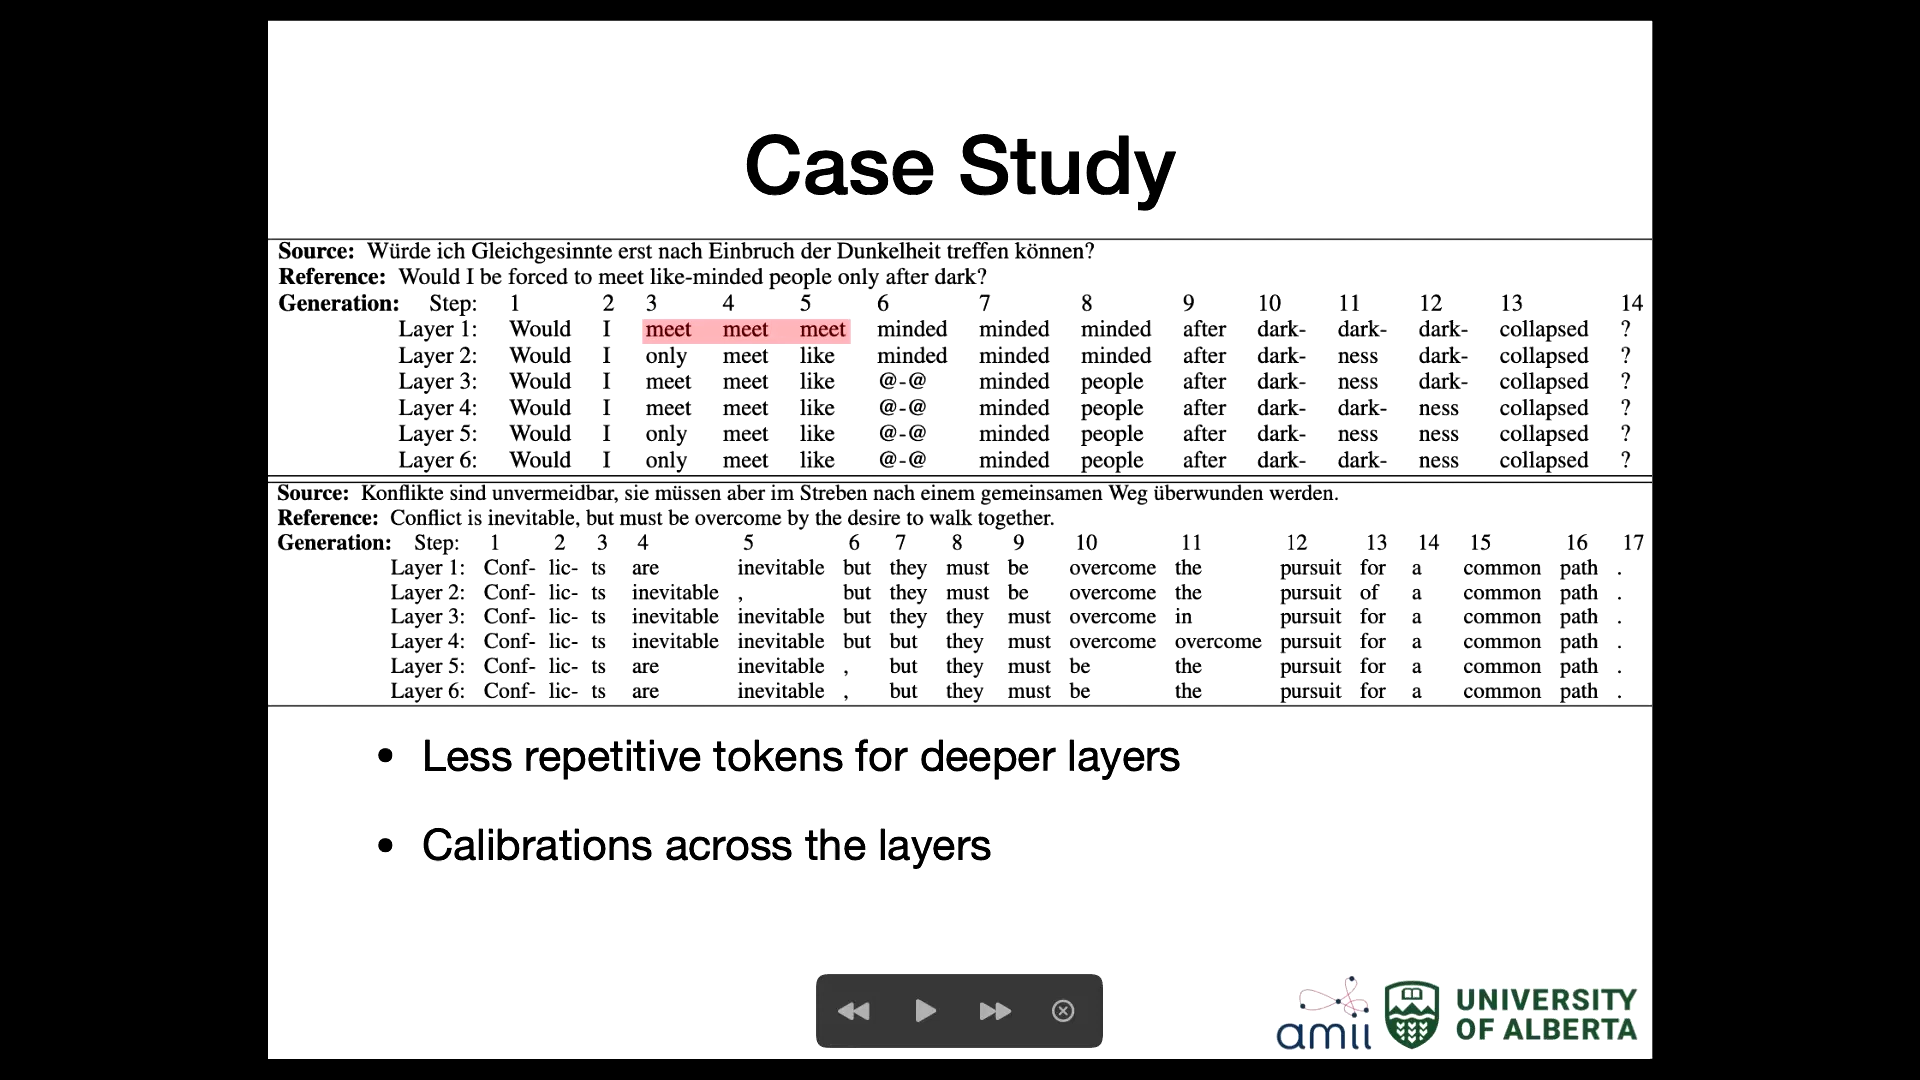 Case Study
Source: Würde ich Gleichgesinnte erst nach Einbruch der Dunkelheit treffen können?
Reference: Would I be forced to meet like-minded people only after dark?
Generation: Step: 1 2 3 4 5 6 7 8 9 10 11 12 13 14
Layer 1: Would I meet meet meet minded minded minded after dark- dark- dark- collapsed ?
Layer 2: Would I only meet like minded minded minded after dark- ness dark- collapsed ?
Layer 3: Would I meet meet like @-@ minded people after dark- ness dark- collapsed ?
Layer 4: Would I meet meet like @-@ minded people after dark- dark- ness collapsed ?
Layer 5: Would I only meet like @-@ minded people after dark- ness ness collapsed ?
Layer 6: Would I only meet like @-@ minded people after dark- dark- ness collapsed ?
Source: Konflikte sind unvermeidbar, sie müssen aber im Streben nach einem gemeinsamen Weg überwunden werden.
Reference: Conflict is inevitable, but must be overcome by the desire to walk together.
Generation: Step: 1 2 3 4 5 6 7 8 9 10 11 12 13 14 15 16 17
Layer 1: Conf- lic- ts are inevitable but they must be overcome the pursuit for a common path .
Layer 2: Conf- lic- ts inevitable , but they must be overcome the pursuit of a common path .
Layer 3: Conf- lic- ts inevitable inevitable but they they must overcome in pursuit for a common path .
Layer 4: Conf- lic- ts inevitable inevitable but but they must overcome overcome pursuit for a common path .
Layer 5: Conf- lic- ts are inevitable , but they must be the pursuit for a common path .
Layer 6: Conf- lic- ts are inevitable , but they must be the pursuit for a common path .
• Less repetitive tokens for deeper layers
• Calibrations across the layers
amii
UNIVERSITY
OF ALBERTA